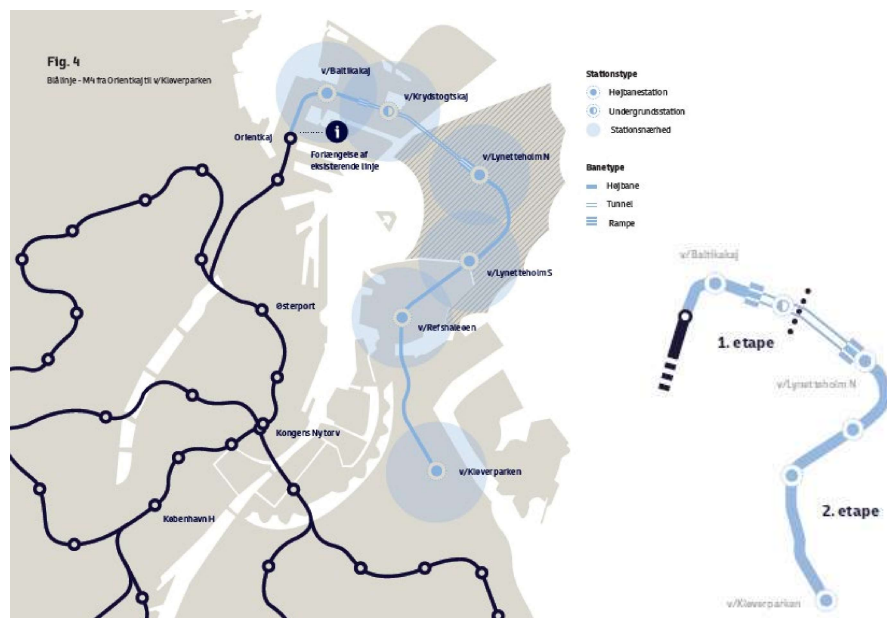 Fig. 4
Blå linje - M4 fra Orientkaj til v/Kløverparken
v/Baltikakaj
v/Krydstogtskaj
Orientkaj
i
Forlængelse af
eksisterende linje
v/Lynetteholm N
v/Lynetteholm S
v/Refshaleøen
Østerport
Kongens Nytorv
v/Kløverparken
København H
Stationstype
Højbanestation
Undergrundsstation
Stationsnærhed
Banetype
Højbane
Tunnel
Rampe
v/Baltikakaj
1. etape
v/Lynetteholm N
2. etape
v/Kløverparken